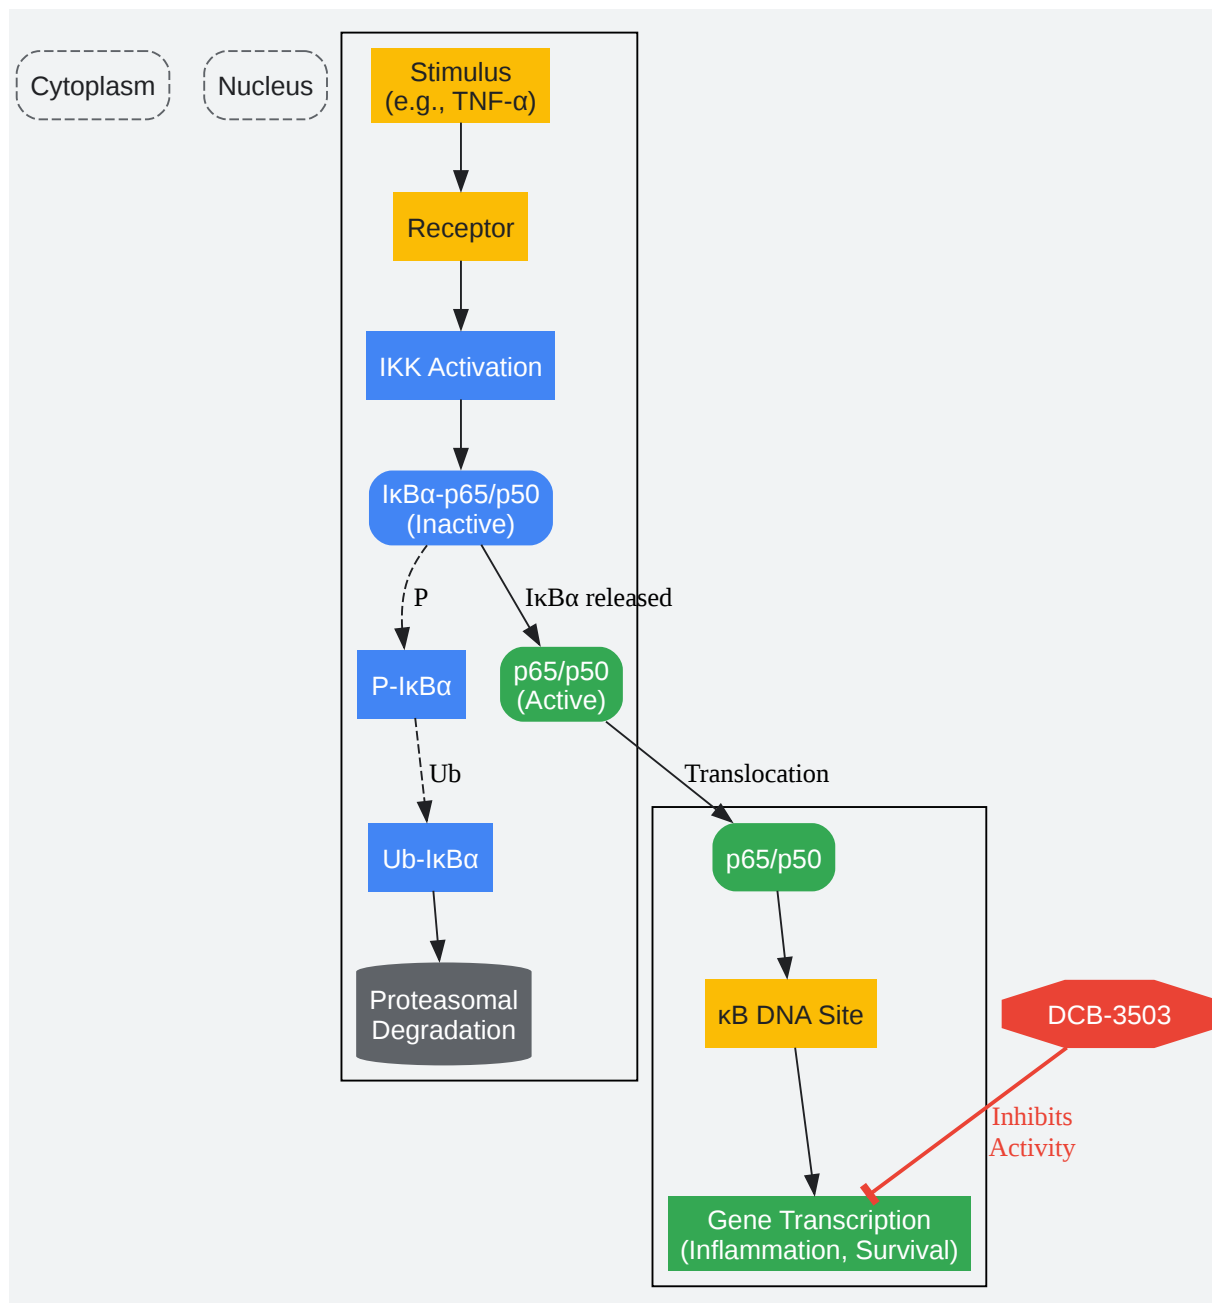 Cytoplasm
Nucleus
Stimulus
(e.g., TNF-α)
Receptor
IKK Activation
IκBα-p65/p50
(Inactive)
P
IκBα released
P-IκBα
p65/p50
(Active)
Ub
Translocation
Ub-IκBα
p65/p50
Proteasomal
Degradation
κB DNA Site
DCB-3503
Inhibits
Activity
Gene Transcription
(Inflammation, Survival)